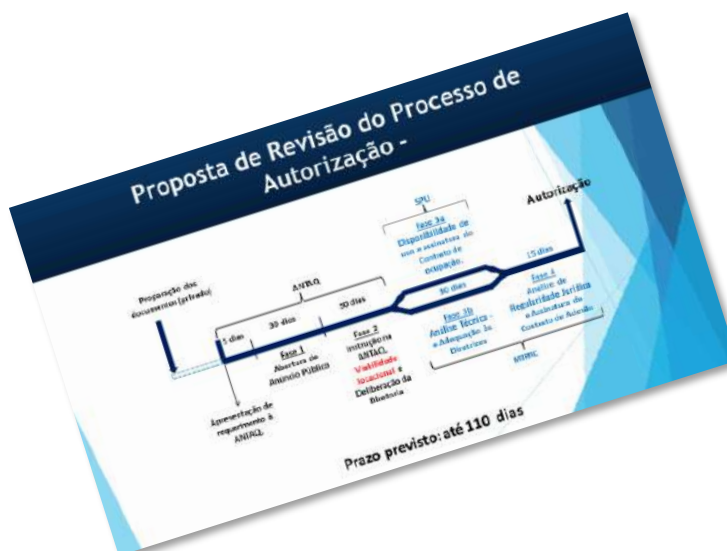 Proposta de Revisão do Processo de
Autorização -
SPU
Fase 3a
Disponibilidade de
uso e assinatura do
Contrato de
ocupação.
Autorização
Preparação dos
documentos (privado)
ANTAQ
5 dias
30 dias
30 dias
15 dias
Fase 1
Abertura de
Anúncio Público
Fase 2
Instrução na
ANTAQ.
Viabilidade
locacional e
Deliberação da
Diretoria
Fase 3b
Análise Técnica -
e Adequação às
Diretrizes
Fase 4
Análise de
Regularidade Jurídica
e Assinatura do
Contrato de Adesão
Apresentação de
requerimento à
ANTAQ.
Prazo previsto: até 110 dias